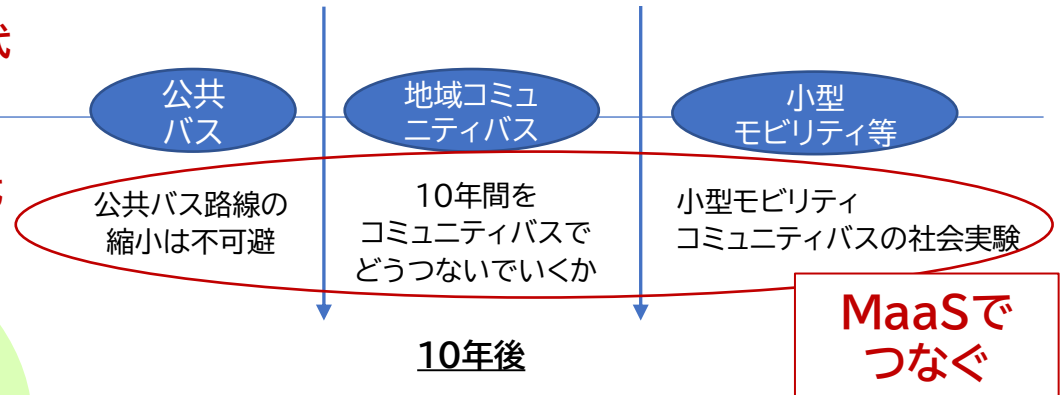 代
公共
バス
地域コミュ
ニティバス
小型
モビリティ等
公共バス路線の
縮小は不可避
10年間を
コミュニティバスで
どうつないでいくか
小型モビリティ
コミュニティバスの社会実験
10年後
MaaSで
つなぐ